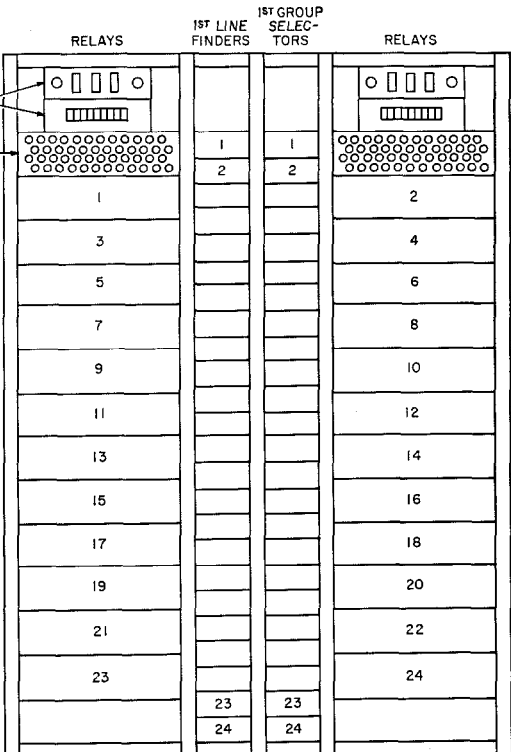 RELAYS
1ST LINE
FINDERS
1ST GROUP
SELEC-
TORS
RELAYS
1 1
2 2
1 2
3 4
5 6
7 8
9 10
11 12
13 14
15 16
17 18
19 20
21 22
23 24
23 23
24 24